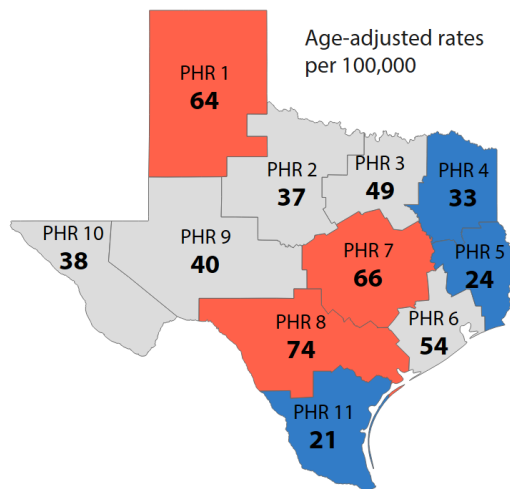 Age-adjusted rates
per 100,000
PHR 1
64
PHR 2
37
PHR 3
49
PHR 4
33
PHR 10
38
PHR 9
40
PHR 7
66
PHR 5
24
PHR 8
74
PHR 6
54
PHR 11
21